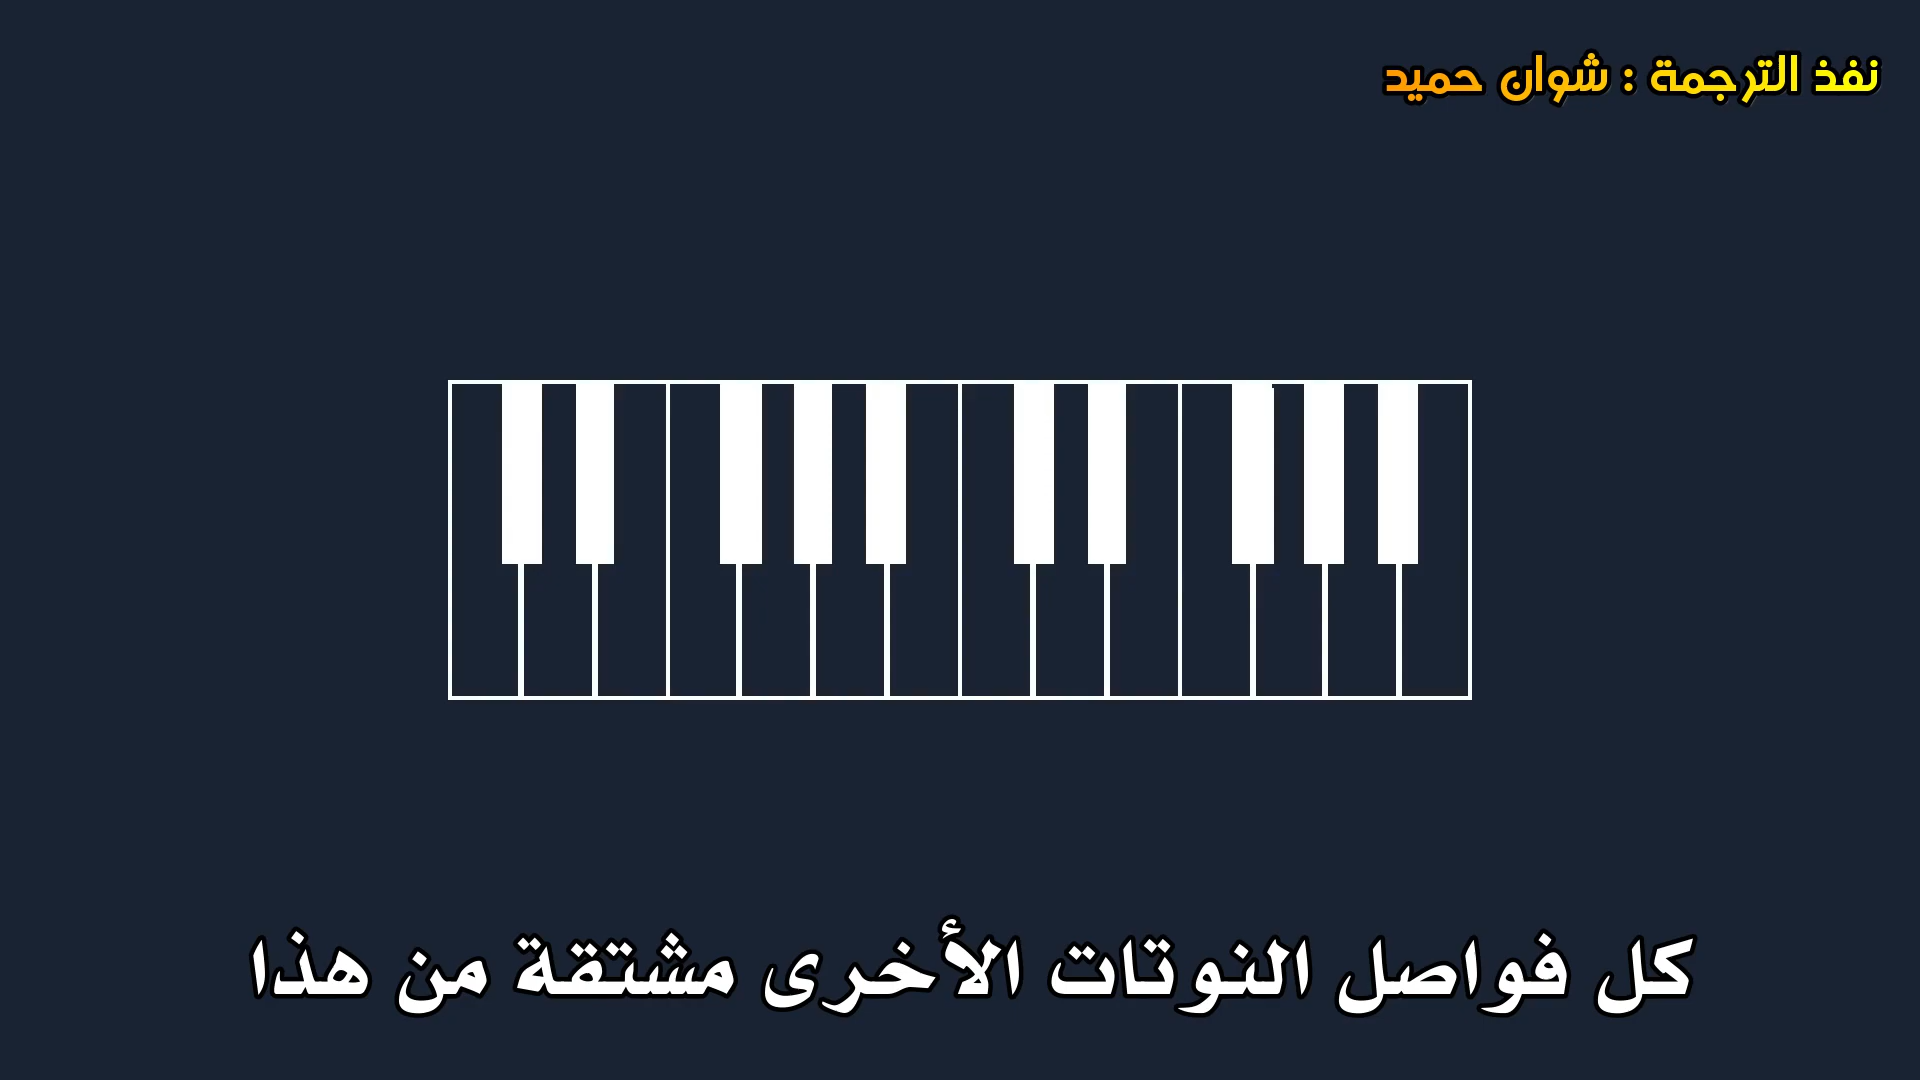 نفذ الترجمة : شوان حميد
كل فواصل النوتات الأخرى مشتقة من هذا